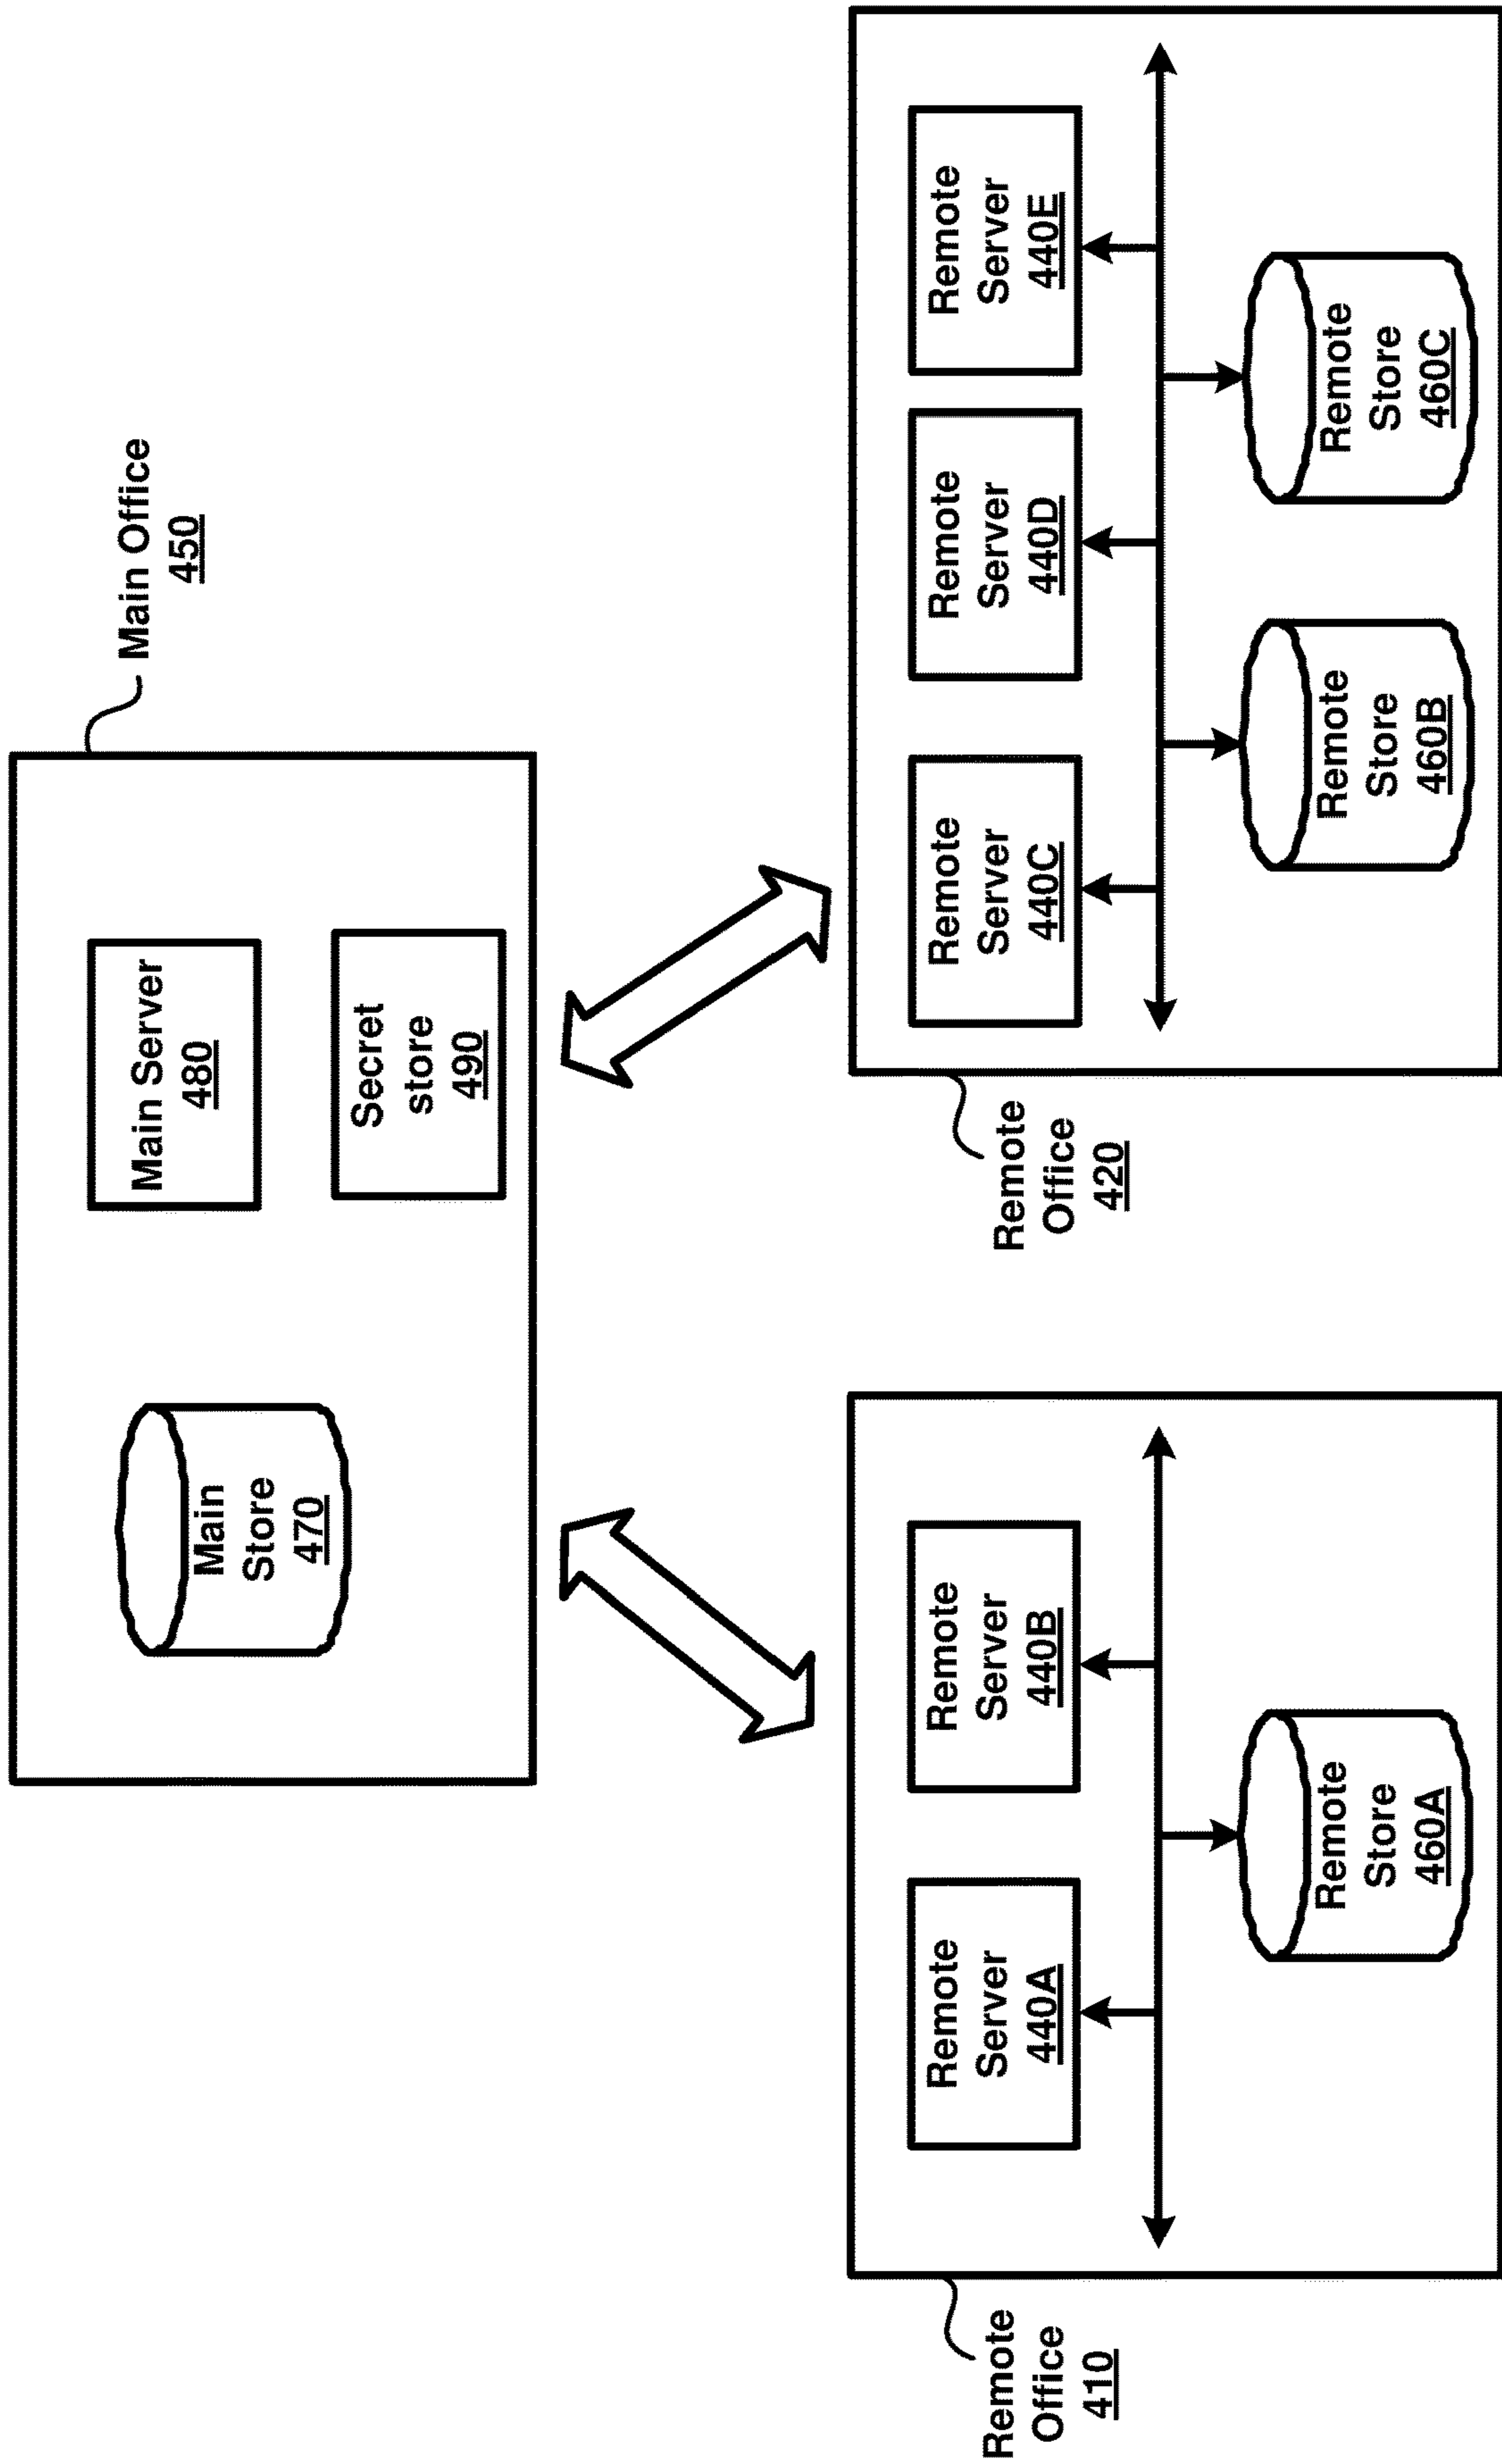 Main Office
450
Main
Store
470
Main Server
480
Secret
store
490
Remote
Office
410
Remote
Server
440A
Remote
Server
440B
Remote
Store
460A
Remote
Office
420
Remote
Server
440C
Remote
Server
440D
Remote
Server
440E
Remote
Store
460B
Remote
Store
460C